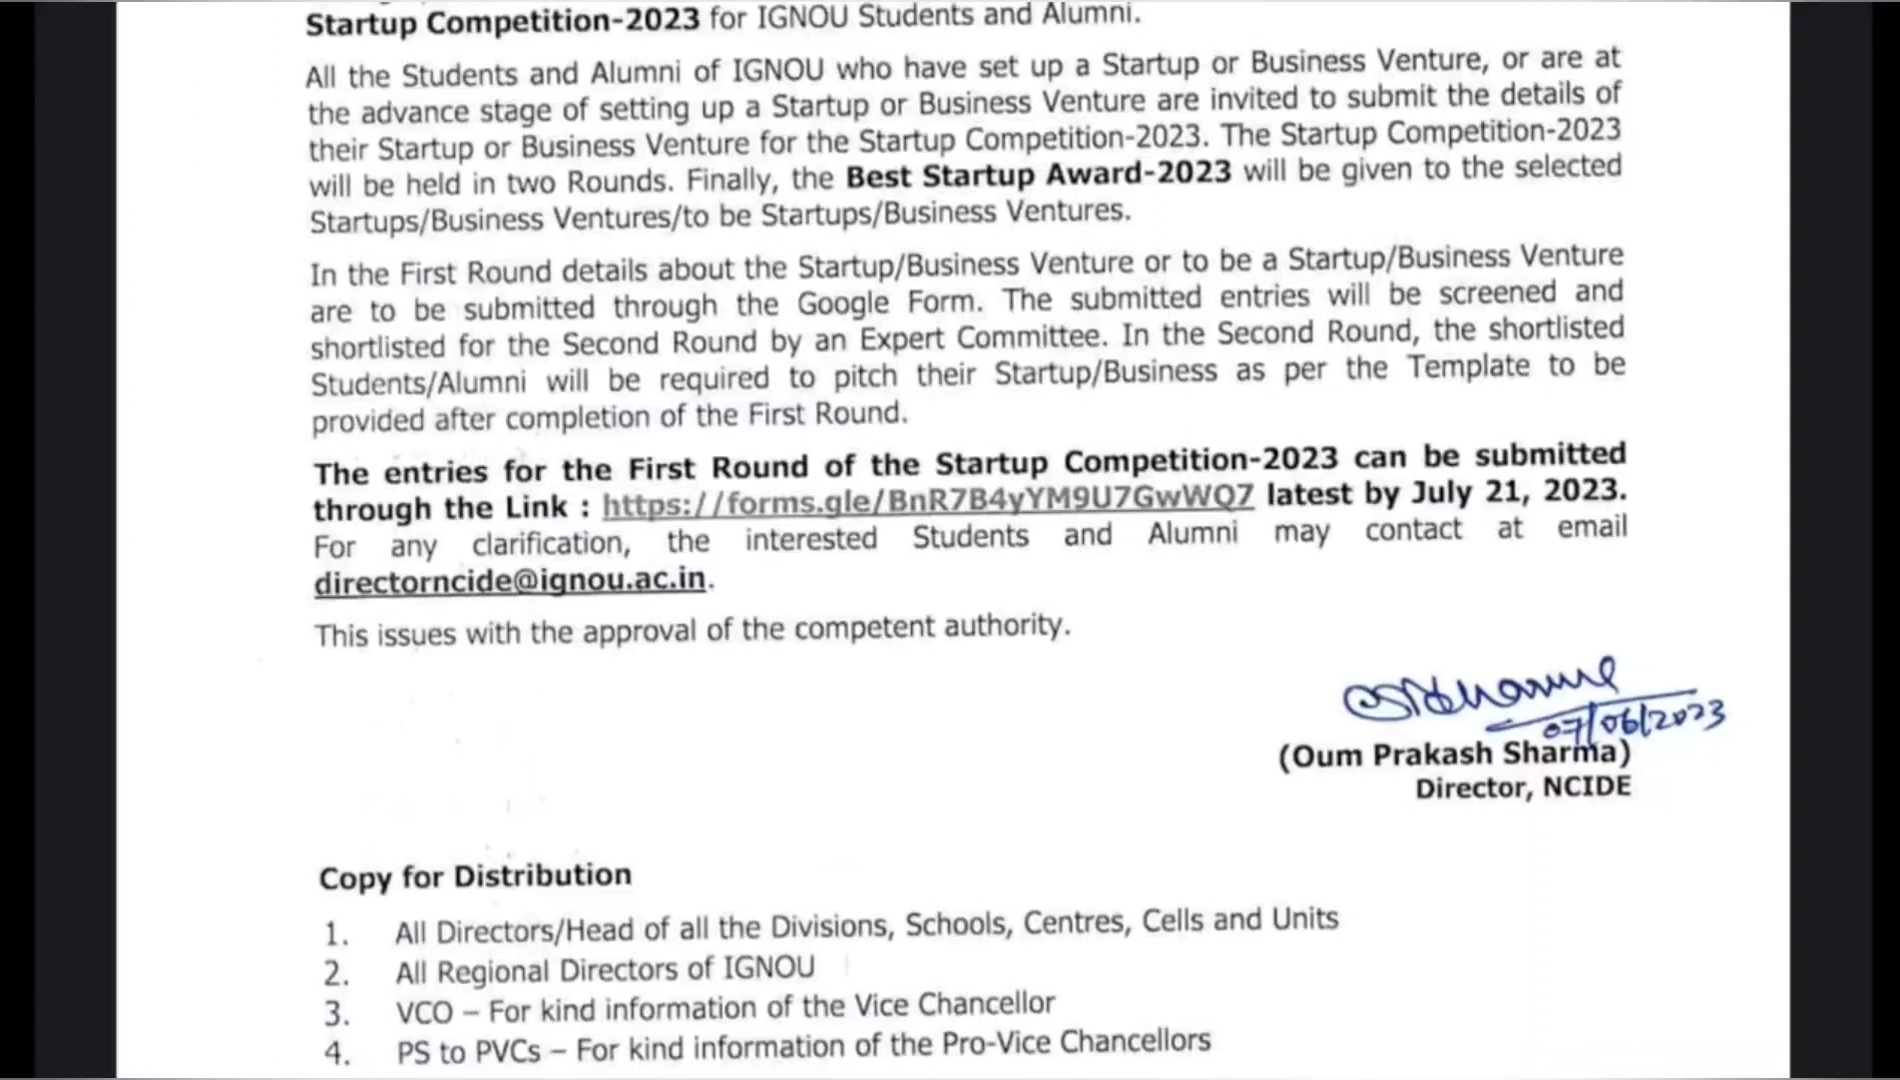 Startup Competition-2023 for IGNOU Students and Alumni.
All the Students and Alumni of IGNOU who have set up a Startup or Business Venture, or are at
the advance stage of setting up a Startup or Business Venture are invited to submit the details of
their Startup or Business Venture for the Startup Competition-2023. The Startup Competition-2023
will be held in two Rounds. Finally, the Best Startup Award-2023 will be given to the selected
Startups/Business Ventures/to be Startups/Business Ventures.
In the First Round details about the Startup/Business Venture or to be a Startup/Business Venture
are to be submitted through the Google Form. The submitted entries will be screened and
shortlisted for the Second Round by an Expert Committee. In the Second Round, the shortlisted
Students/Alumni will be required to pitch their Startup/Business as per the Template to be
provided after completion of the First Round.
The entries for the First Round of the Startup Competition-2023 can be submitted
through the Link : https://forms.gle/BnR7B4yYM9U7GwWQ7 latest by July 21, 2023.
For any clarification, the interested Students and Alumni may contact at email
directorncide@ignou.ac.in.
This issues with the approval of the competent authority.
07/06/2023
(Oum Prakash Sharma)
Director, NCIDE
Copy for Distribution
1. All Directors/Head of all the Divisions, Schools, Centres, Cells and Units
2. All Regional Directors of IGNOU
3. VCO – For kind information of the Vice Chancellor
4. PS to PVCs – For kind information of the Pro-Vice Chancellors